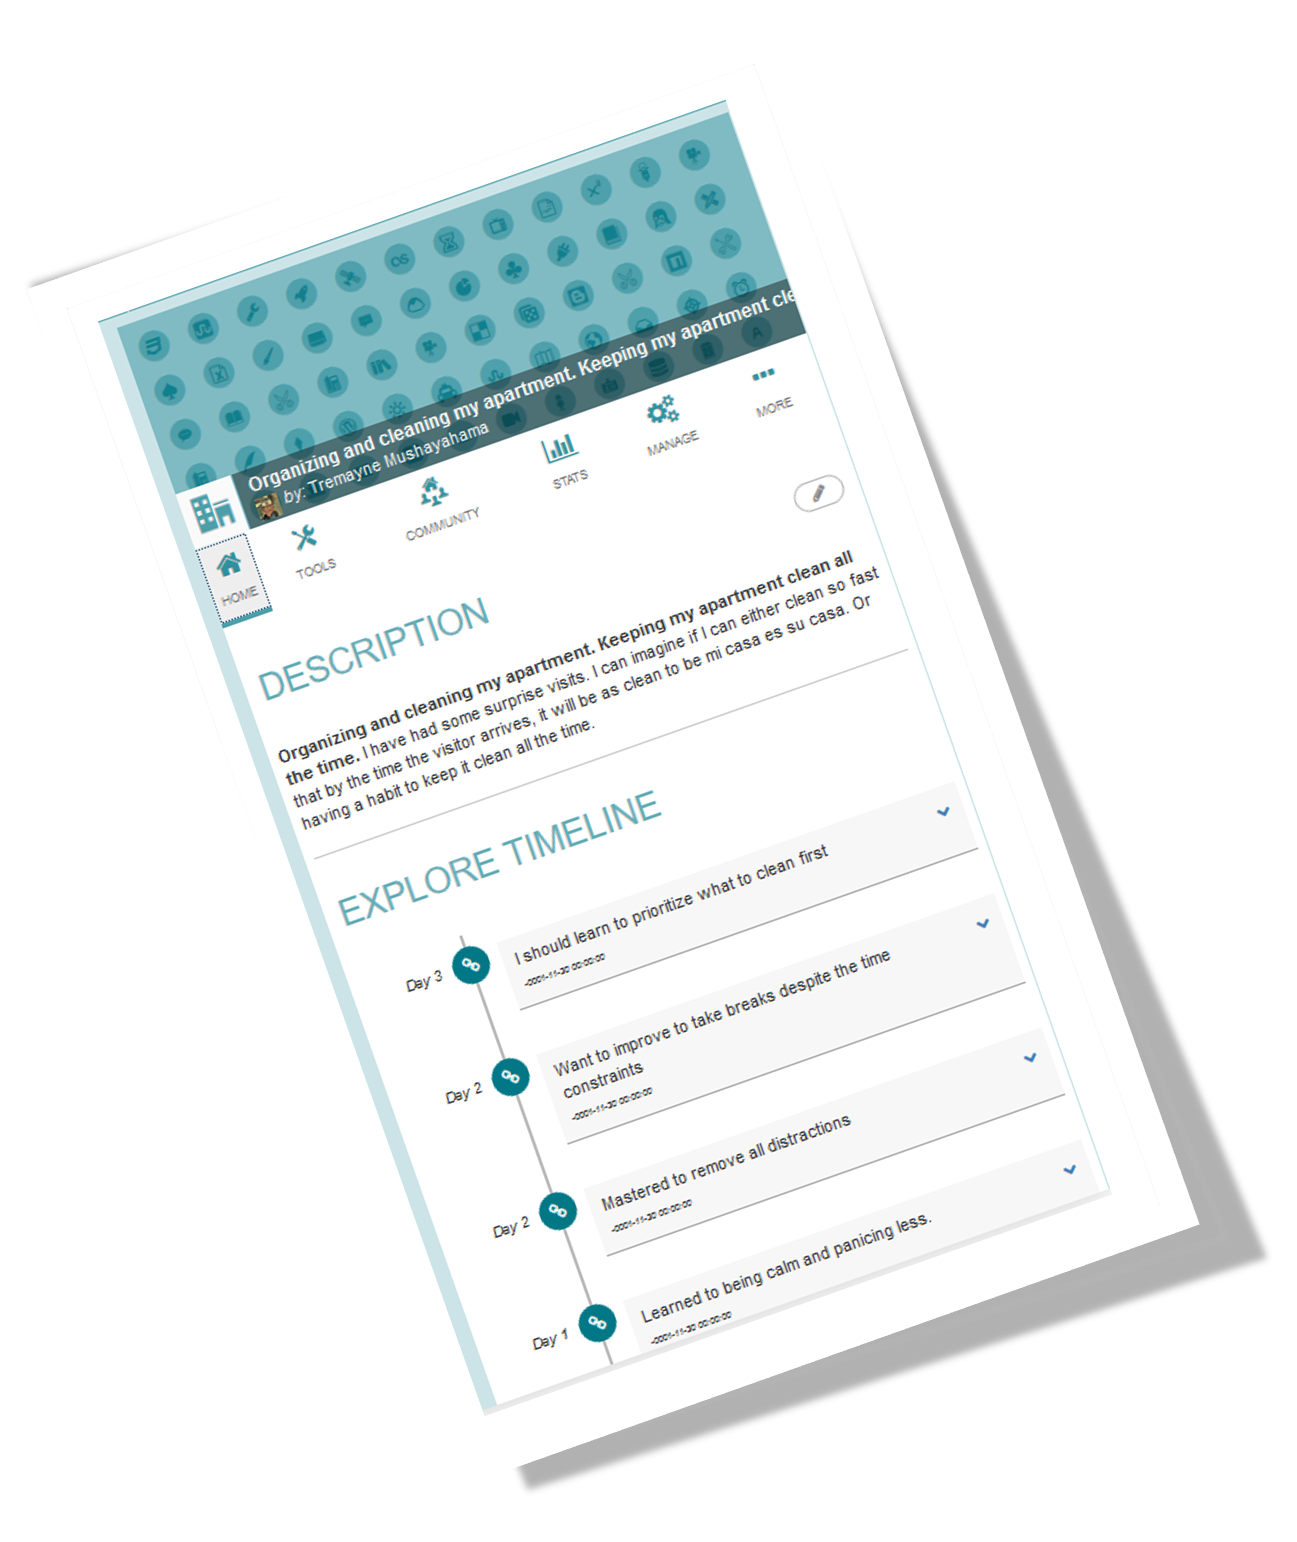 Organizing and cleaning my apartment. Keeping my apartment cle
by: Tremayne Mushayahama
HOME
TOOLS
COMMUNITY
STATS
MANAGE
MORE
DESCRIPTION
Organizing and cleaning my apartment. Keeping my apartment clean all
the time. I have had some surprise visits. I can imagine if I can either clean so fast
that by the time the visitor arrives, it will be as clean to be mi casa es su casa. Or
having a habit to keep it clean all the time.
EXPLORE TIMELINE
Day 3
I should learn to prioritize what to clean first
-0001-11-30 00:00:00
Day 2
Want to improve to take breaks despite the time
constraints
-0001-11-30 00:00:00
Day 2
Mastered to remove all distractions
-0001-11-30 00:00:00
Day 1
Learned to being calm and panicing less.
-0001-11-30 00:00:00